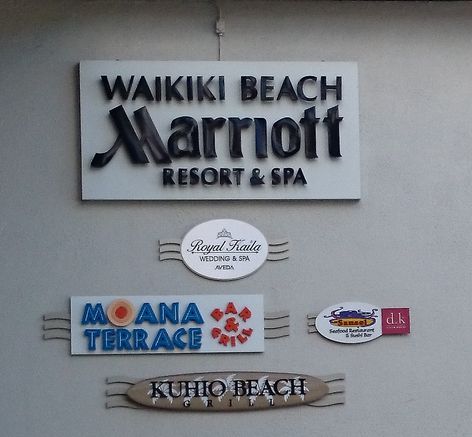 WAIKIKI BEACH
Marriott
RESORT & SPA
Royal Kaila
WEDDING & SPA
AVEDA
MOANA
TERRACE
BAR
&
GRILL
Sansei
Seafood Restaurant
& Sushi Bar
d.k
KUHIO BEACH
GRILL